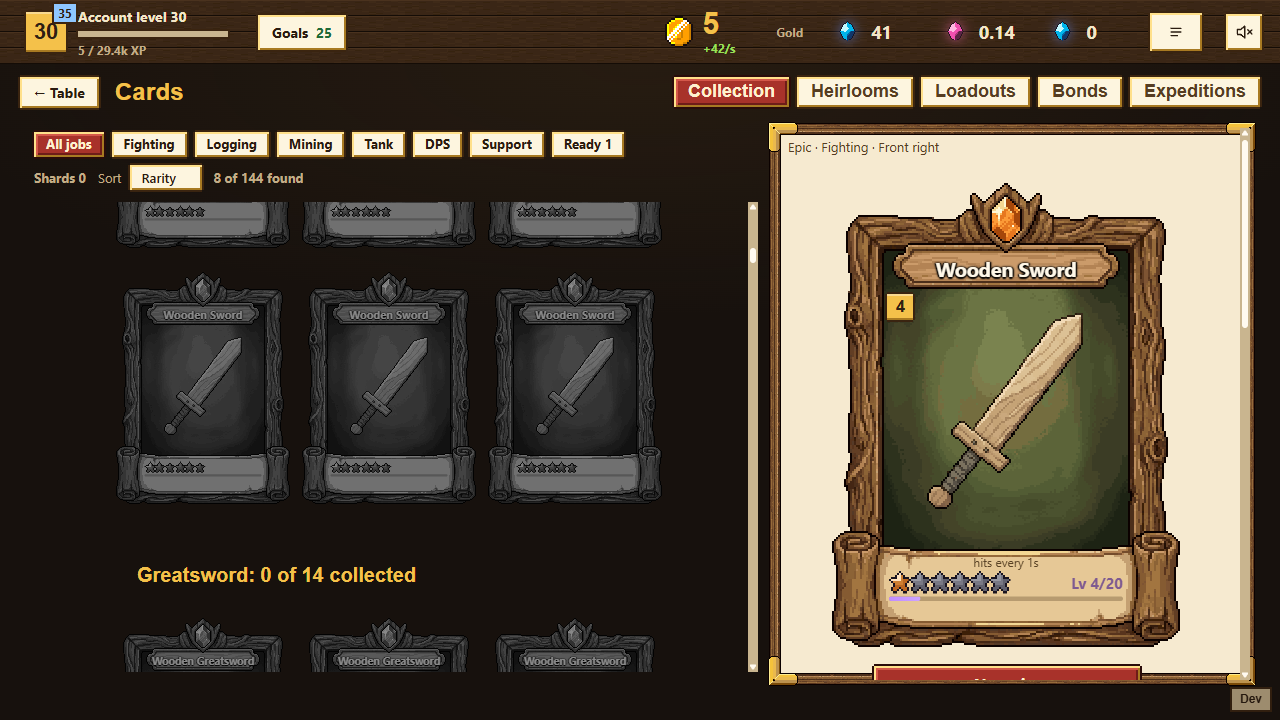 30
35
Account level 30
5 / 29.4k XP
Goals 25
5
+42/s
Gold
41
0.14
0
← Table
Cards
Collection
Heirlooms
Loadouts
Bonds
Expeditions
All jobs
Fighting
Logging
Mining
Tank
DPS
Support
Ready 1
Shards 0
Sort
Rarity
8 of 144 found
Wooden Sword
Wooden Sword
Wooden Sword
Greatsword: 0 of 14 collected
Wooden Greatsword
Wooden Greatsword
Wooden Greatsword
Epic · Fighting · Front right
Wooden Sword
4
hits every 1s
Lv 4/20
Dev